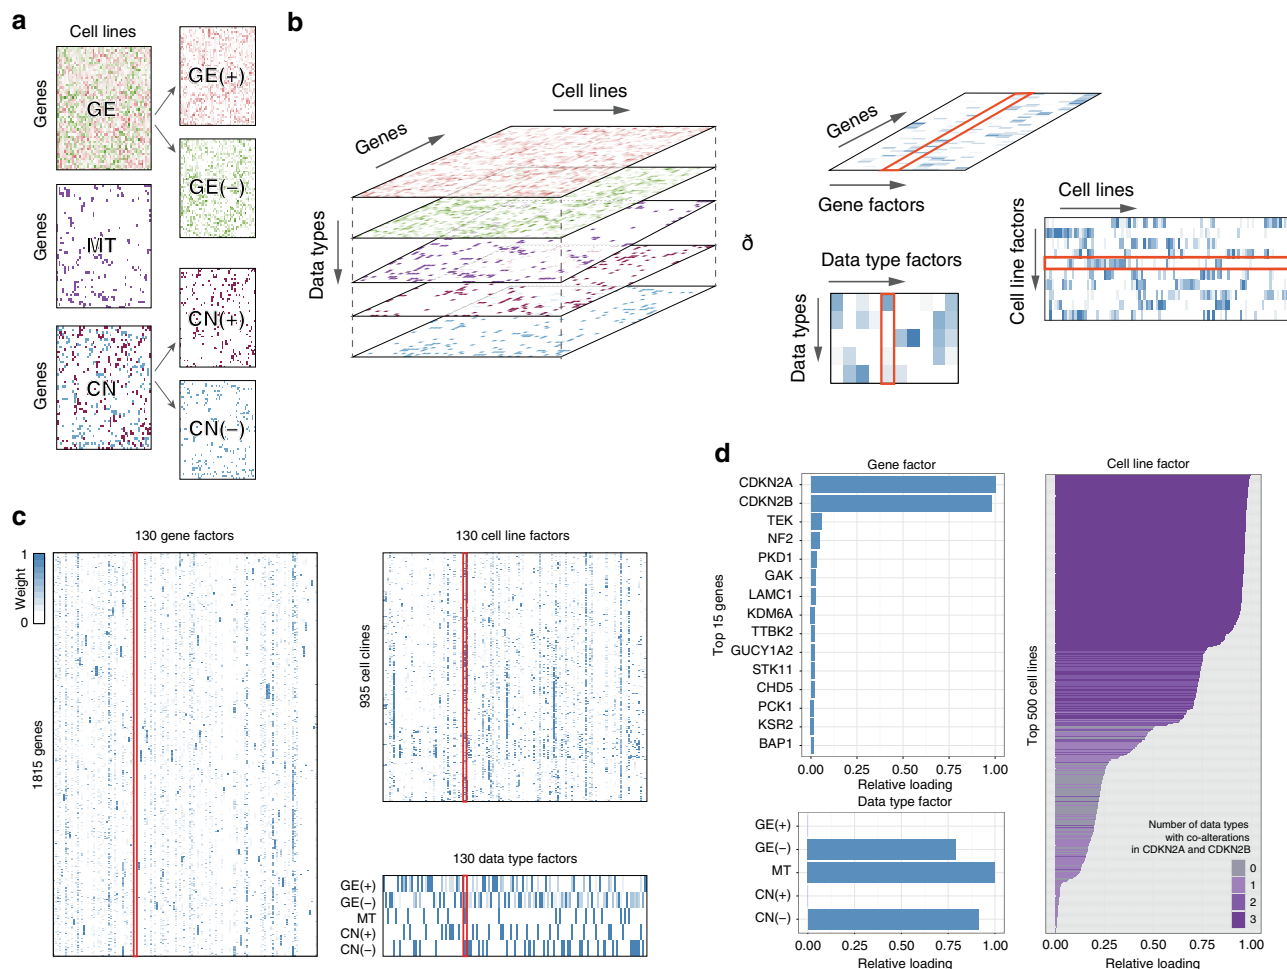 a
Cell lines
Genes
GE
GE(+)
GE(−)
Genes
MT
Genes
CN
CN(+)
CN(−)
b
Cell lines
Genes
Data types
ð
Genes
Gene factors
Data type factors
Data types
Cell lines
Cell line factors
c
130 gene factors
1
Weight
0
1815 genes
130 cell line factors
935 cell clines
130 data type factors
GE(+)
GE(−)
MT
CN(+)
CN(−)
d
Gene factor
Top 15 genes
CDKN2A
CDKN2B
TEK
NF2
PKD1
GAK
LAMC1
KDM6A
TTBK2
GUCY1A2
STK11
CHD5
PCK1
KSR2
BAP1
0.00 0.25 0.50 0.75 1.00
Relative loading
Data type factor
GE(+)
GE(−)
MT
CN(+)
CN(−)
0.00 0.25 0.50 0.75 1.00
Relative loading
Cell line factor
Top 500 cell lines
Number of data types
with co-alterations
in CDKN2A and CDKN2B
0
1
2
3
0.00 0.25 0.50 0.75 1.00
Relative loading